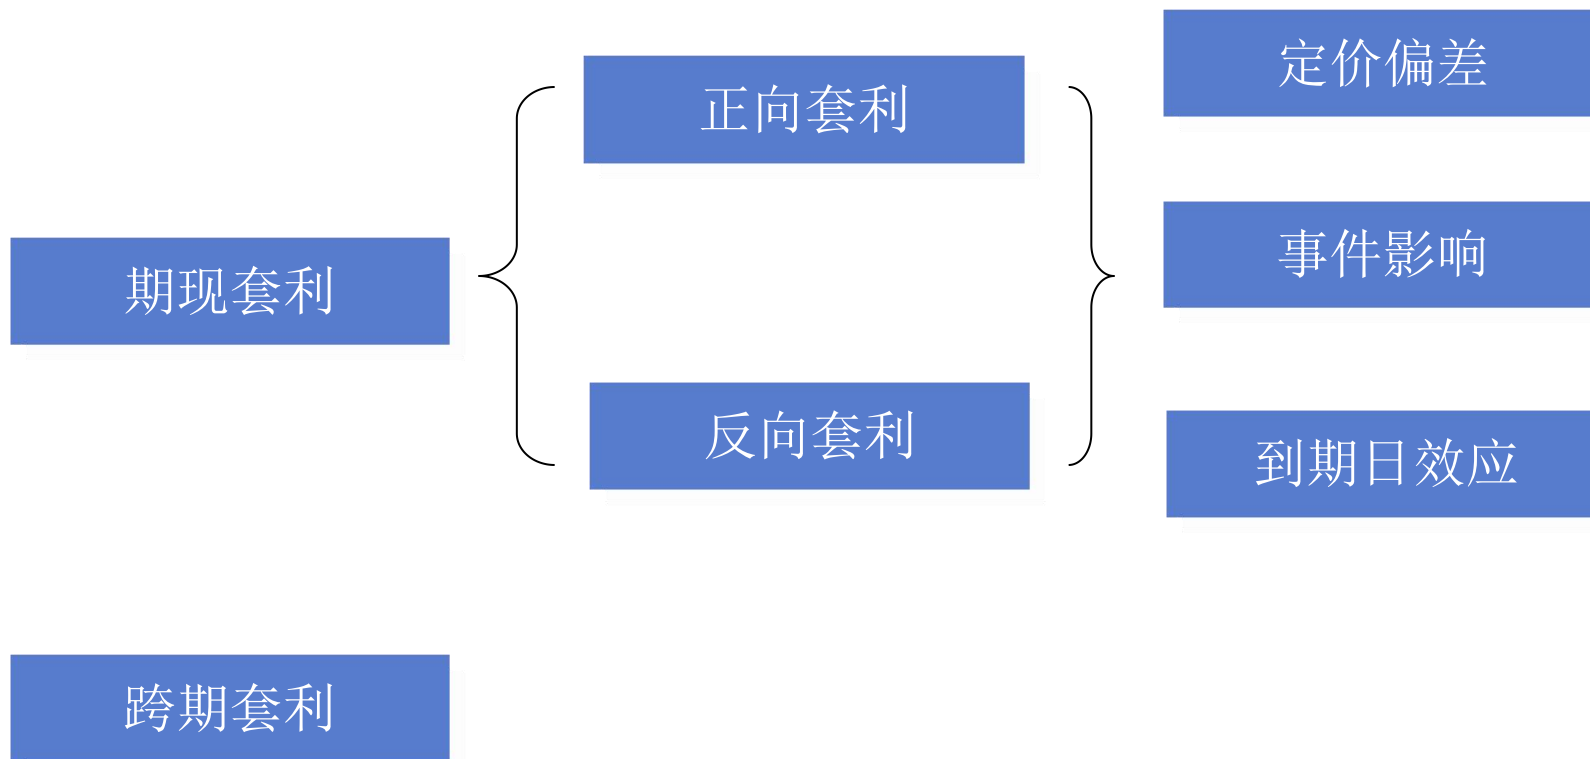 期现套利
正向套利
反向套利
定价偏差
事件影响
到期日效应
跨期套利